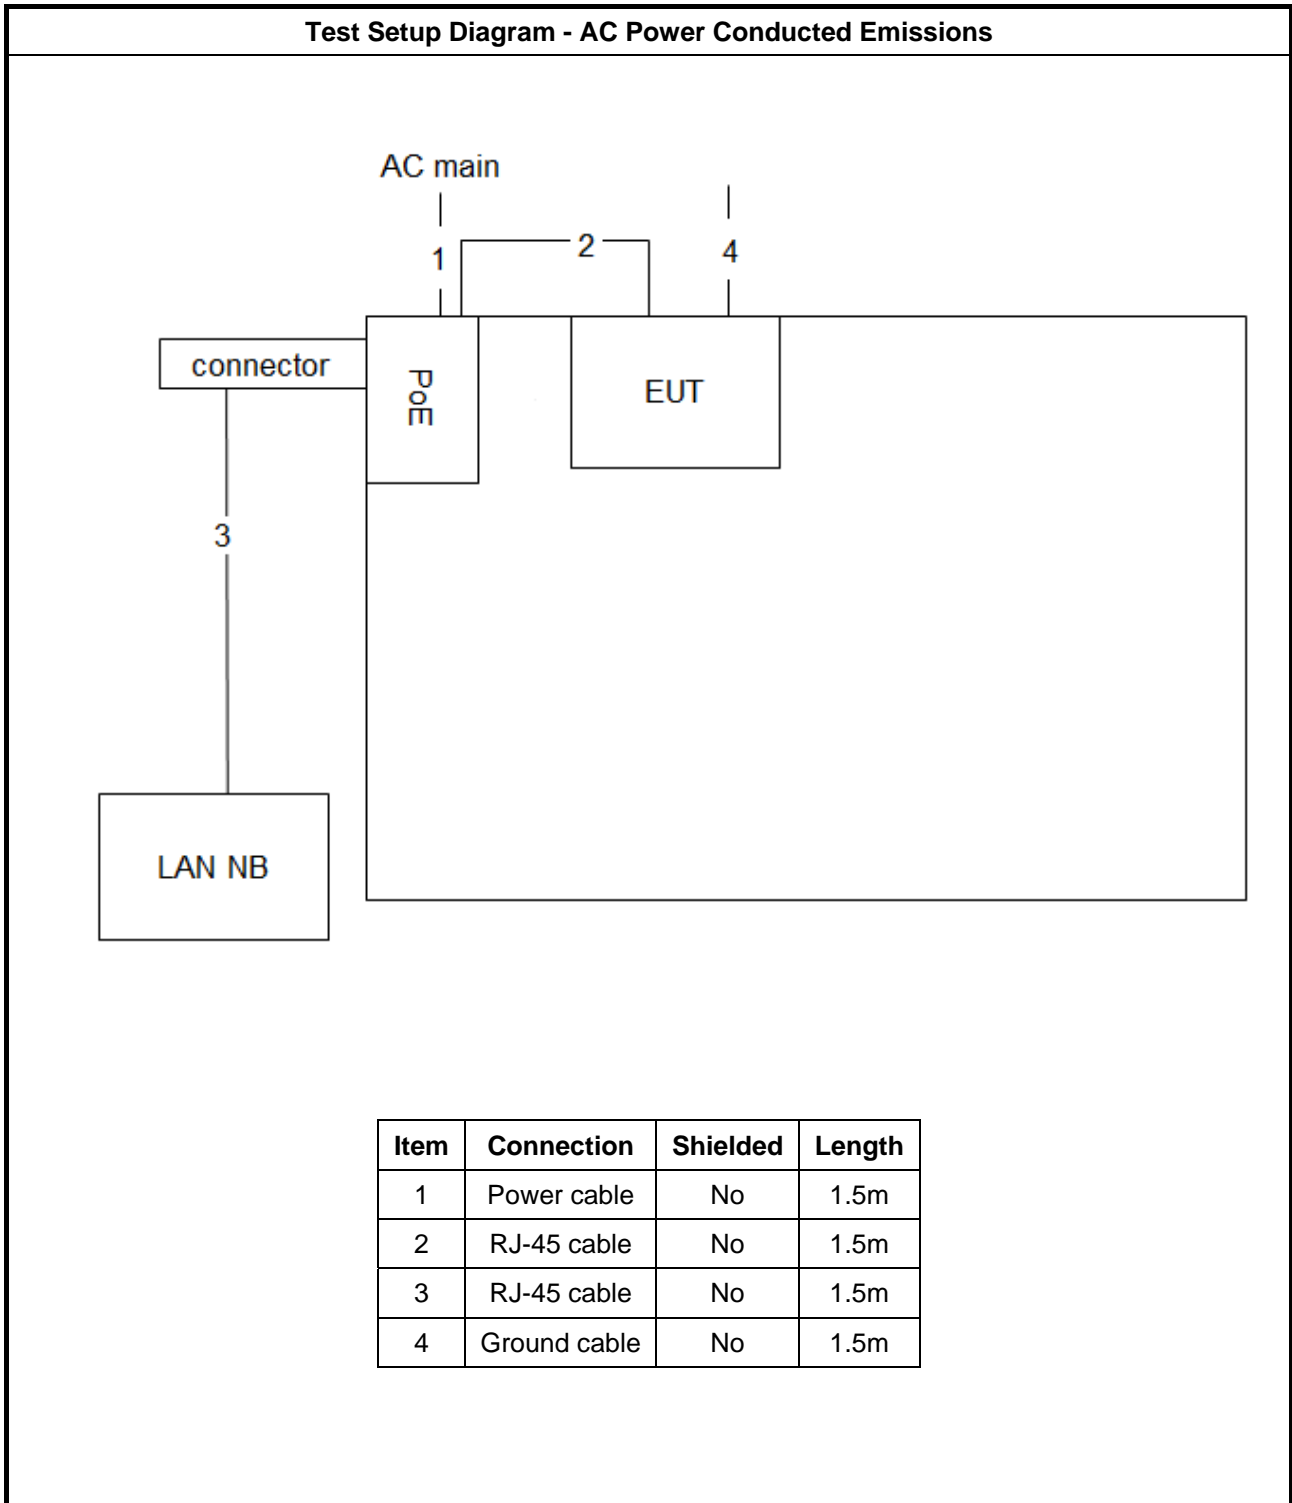 Test Setup Diagram - AC Power Conducted Emissions
AC main
1
2
4
connector
PoE
EUT
3
LAN NB
Item Connection Shielded Length
1 Power cable No 1.5m
2 RJ-45 cable No 1.5m
3 RJ-45 cable No 1.5m
4 Ground cable No 1.5m